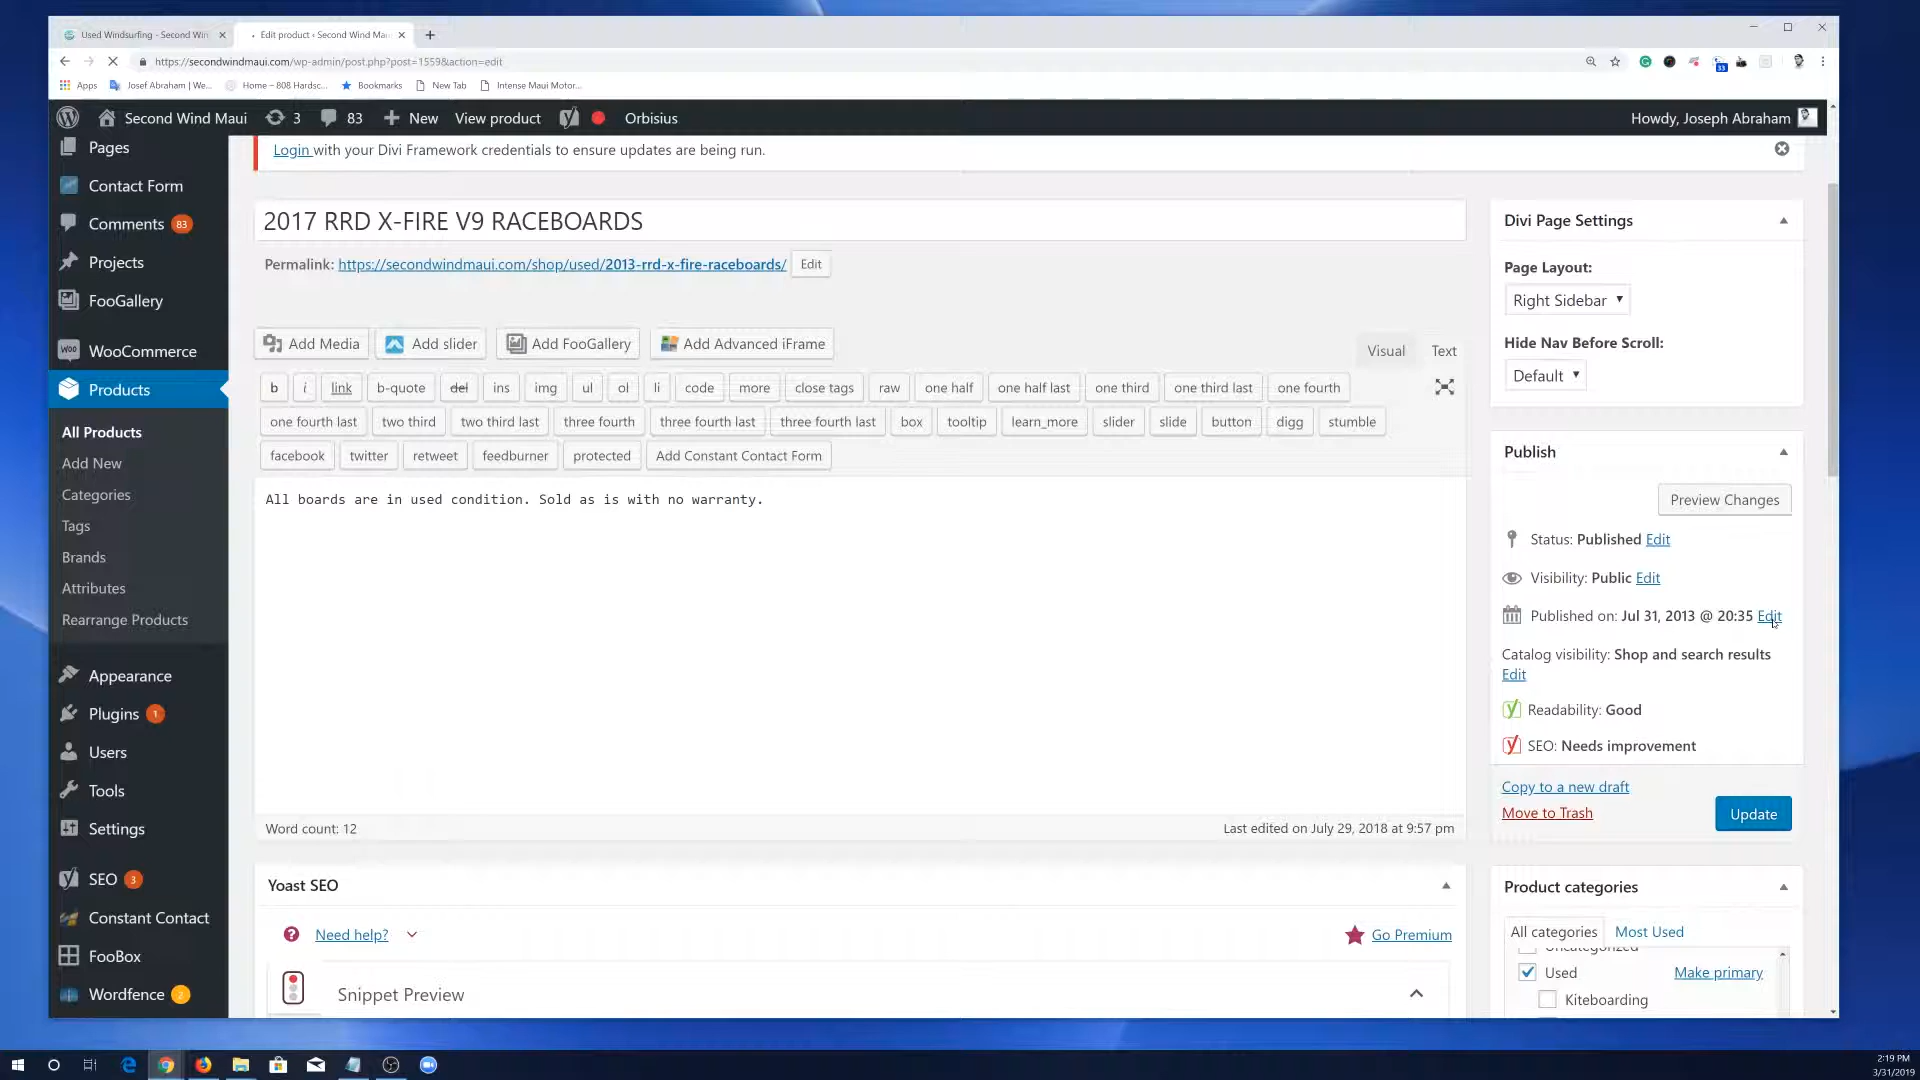 Used Windsurfing - Second Win
Edit product ‹ Second Wind Mau
https://secondwindmaui.com/wp-admin/post.php?post=1559&action=edit
33
Apps
Josef Abraham | We...
Home – 808 Hardsc...
Bookmarks
New Tab
Intense Maui Motor...
Second Wind Maui
3
83
New
View product
Orbisius
Howdy, Joseph Abraham
Pages
Contact Form
Comments 83
Projects
FooGallery
WooCommerce
Products
All Products
Add New
Categories
Tags
Brands
Attributes
Rearrange Products
Appearance
Plugins 1
Users
Tools
Settings
SEO 3
Constant Contact
FooBox
Wordfence 2
Login with your Divi Framework credentials to ensure updates are being run.
2017 RRD X-FIRE V9 RACEBOARDS
Permalink: https://secondwindmaui.com/shop/used/2013-rrd-x-fire-raceboards/ Edit
Add Media
Add slider
Add FooGallery
Add Advanced iFrame
Visual
Text
b i link b-quote del ins img ul ol li code more close tags raw one half one half last one third one third last one fourth
one fourth last two third two third last three fourth three fourth last three fourth last box tooltip learn_more slider slide button digg stumble
facebook twitter retweet feedburner protected Add Constant Contact Form
All boards are in used condition. Sold as is with no warranty.
Word count: 12
Last edited on July 29, 2018 at 9:57 pm
Yoast SEO
Need help?
Go Premium
Snippet Preview
Divi Page Settings
Page Layout:
Right Sidebar
Hide Nav Before Scroll:
Default
Publish
Preview Changes
Status: Published Edit
Visibility: Public Edit
Published on: Jul 31, 2013 @ 20:35 Edit
Catalog visibility: Shop and search results
Edit
Readability: Good
SEO: Needs improvement
Copy to a new draft
Move to Trash
Update
Product categories
All categories
Most Used
Uncategorized
Used
Make primary
Kiteboarding
2:19 PM
3/31/2019